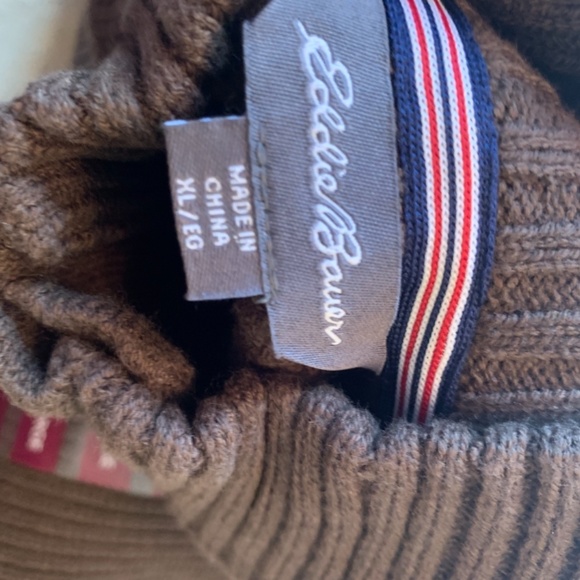 Eddie Bauer
MADE IN
CHINA
XL/EG